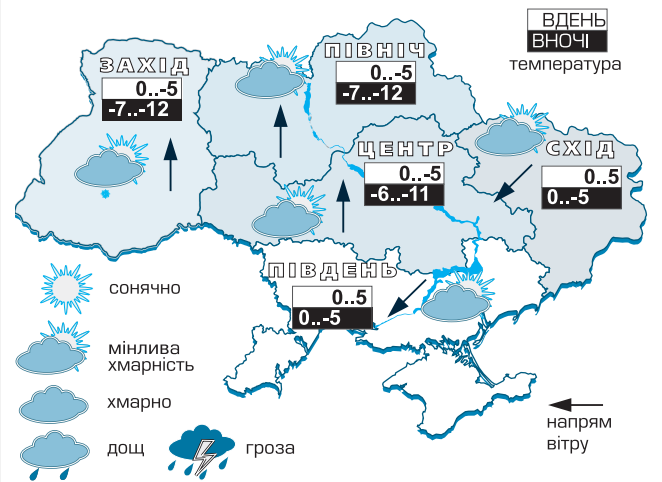 ВДЕНЬ
ВНОЧІ
температура
ЗАХІД
0..-5
-7..-12
ПІВНІЧ
0..-5
-7..-12
ЦЕНТР
0..-5
-6..-11
СХІД
0..5
0..-5
ПІВДЕНЬ
0..5
0..-5
сонячно
мінлива
хмарність
хмарно
дощ
гроза
напрям
вітру